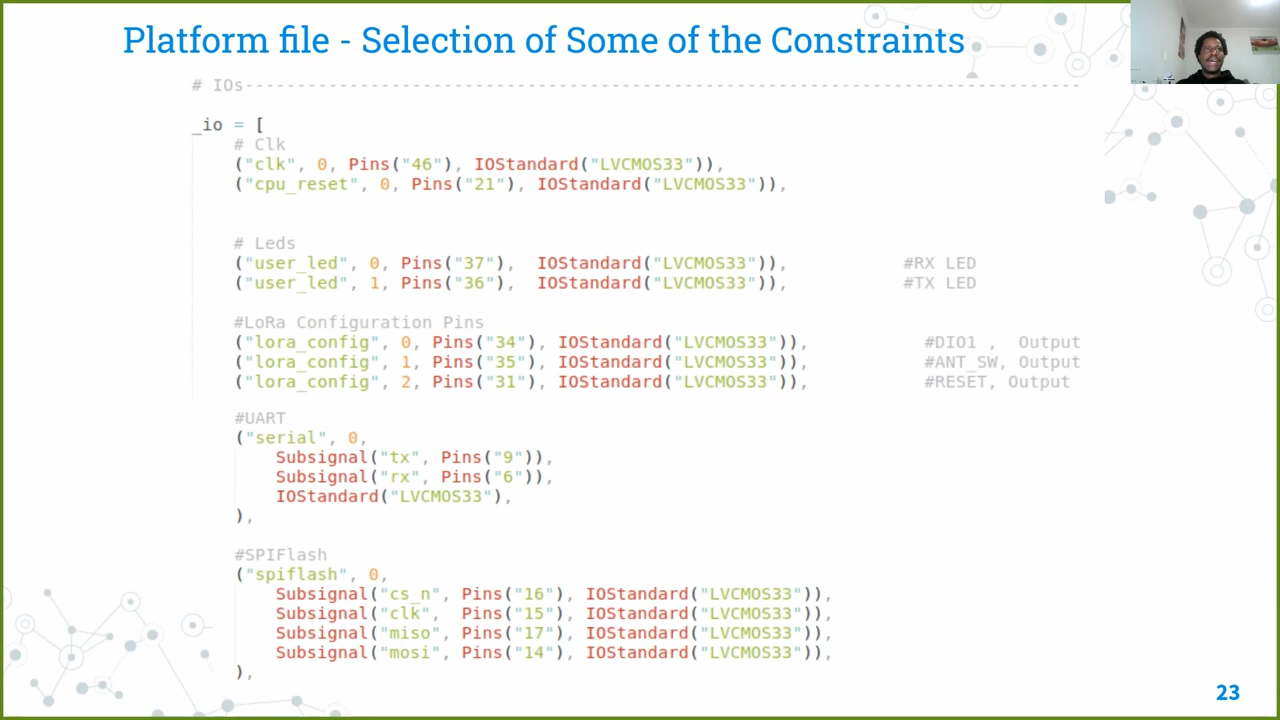 Platform file - Selection of Some of the Constraints
# IOs---------------------------------------------------------------------------------
_io = [
# Clk
("clk", 0, Pins("46"), IOStandard("LVCMOS33")),
("cpu_reset", 0, Pins("21"), IOStandard("LVCMOS33")),
# Leds
("user_led", 0, Pins("37"), IOStandard("LVCMOS33")), #RX LED
("user_led", 1, Pins("36"), IOStandard("LVCMOS33")), #TX LED
#LoRa Configuration Pins
("lora_config", 0, Pins("34"), IOStandard("LVCMOS33")), #DIO1 , Output
("lora_config", 1, Pins("35"), IOStandard("LVCMOS33")), #ANT_SW, Output
("lora_config", 2, Pins("31"), IOStandard("LVCMOS33")), #RESET, Output
#UART
("serial", 0,
Subsignal("tx", Pins("9")),
Subsignal("rx", Pins("6")),
IOStandard("LVCMOS33"),
),
#SPIFlash
("spiflash", 0,
Subsignal("cs_n", Pins("16"), IOStandard("LVCMOS33")),
Subsignal("clk", Pins("15"), IOStandard("LVCMOS33")),
Subsignal("miso", Pins("17"), IOStandard("LVCMOS33")),
Subsignal("mosi", Pins("14"), IOStandard("LVCMOS33")),
),
23